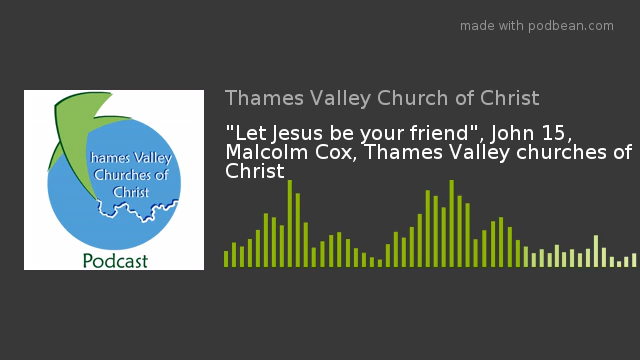 made with podbean.com
Thames Valley Church of Christ
"Let Jesus be your friend", John 15,
Malcolm Cox, Thames Valley churches of
Christ
hames Valley
Churches of
Christ
Podcast